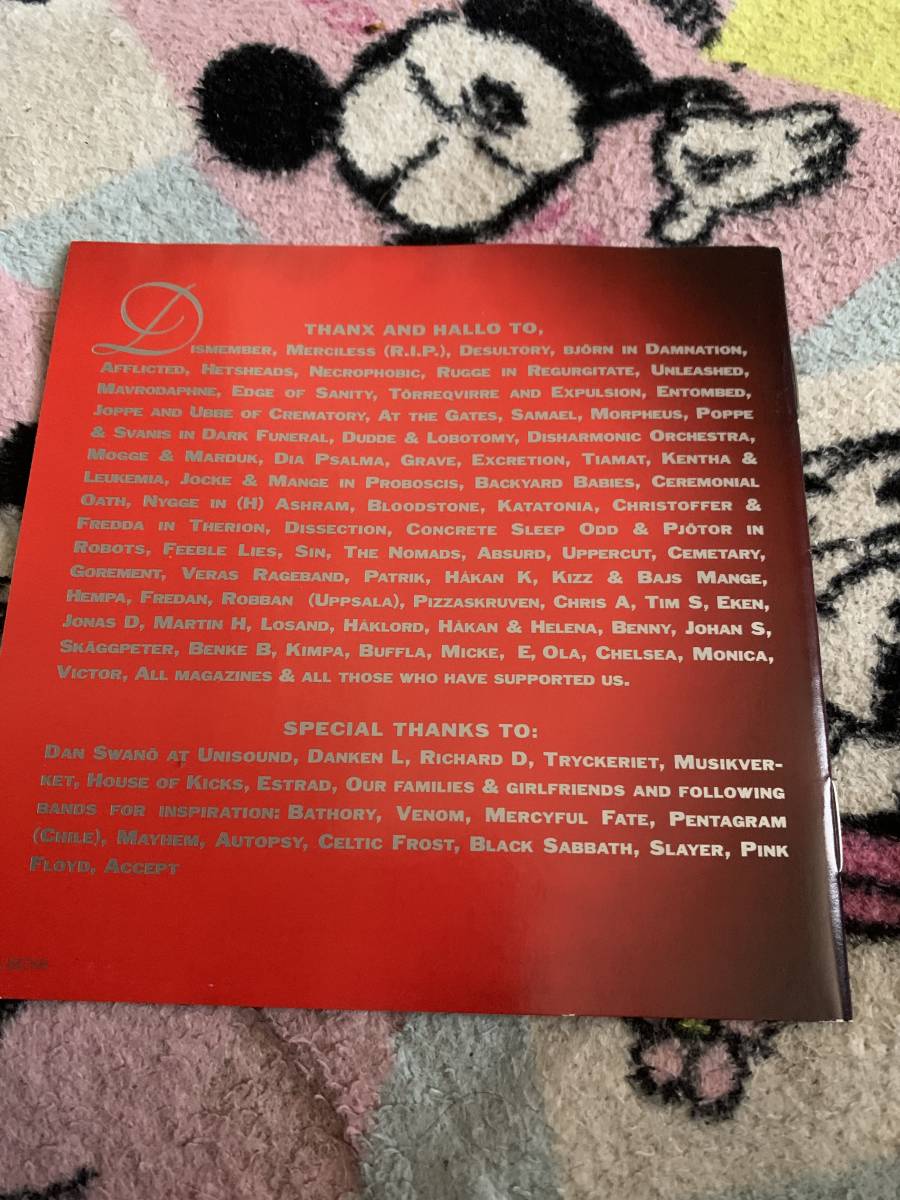 THANX AND HALLO TO,
DISMEMBER, MERCILESS (R.I.P.), DESULTORY, BJÖRN IN DAMNATION,
AFFLICTED, HETSHEADS, NECROPHOBIC, RUGGE IN REGURGITATE, UNLEASHED,
MAVRODAPHNE, EDGE OF SANITY, TÖRREQVIRRE AND EXPULSION, ENTOMBED,
JOPPE AND UBBE OF CREMATORY, AT THE GATES, SAMAEL, MORPHEUS, POPPE
& SVANIS IN DARK FUNERAL, DUDDE & LOBOTOMY, DISHARMONIC ORCHESTRA,
MOGGE & MARDUK, DIA PSALMA, GRAVE, EXCRETION, TIAMAT, KENTHA &
LEUKEMIA, JOCKE & MANGE IN PROBOSCIS, BACKYARD BABIES, CEREMONIAL
OATH, NYGGE IN (H) ASHRAM, BLOODSTONE, KATATONIA, CHRISTOFFER &
FREDDA IN THERION, DISSECTION, CONCRETE SLEEP ODD & PJÖTOR IN
ROBOTS, FEEBLE LIES, SIN, THE NOMADS, ABSURD, UPPERCUT, CEMETARY,
GOREMENT, VERAS RAGEBAND, PATRIK, HÅKAN K, KIZZ & BAJS MANGE,
HEMPA, FREDAN, ROBBAN (UPPSALA), PIZZASKRUVEN, CHRIS A, TIM S, EKEN,
JONAS D, MARTIN H, LOSAND, HÅKLORD, HÅKAN & HELENA, BENNY, JOHAN S,
SKÄGGPETER, BENKE B, KIMPA, BUFFLA, MICKE, E, OLA, CHELSEA, MONICA,
VICTOR, ALL MAGAZINES & ALL THOSE WHO HAVE SUPPORTED US.
SPECIAL THANKS TO:
DAN SWANÖ AT UNISOUND, DANKEN L, RICHARD D, TRYCKERIET, MUSIKVER-
KET, HOUSE OF KICKS, ESTRAD, OUR FAMILIES & GIRLFRIENDS AND FOLLOWING
BANDS FOR INSPIRATION: BATHORY, VENOM, MERCYFUL FATE, PENTAGRAM
(CHILE), MAYHEM, AUTOPSY, CELTIC FROST, BLACK SABBATH, SLAYER, PINK
FLOYD, ACCEPT